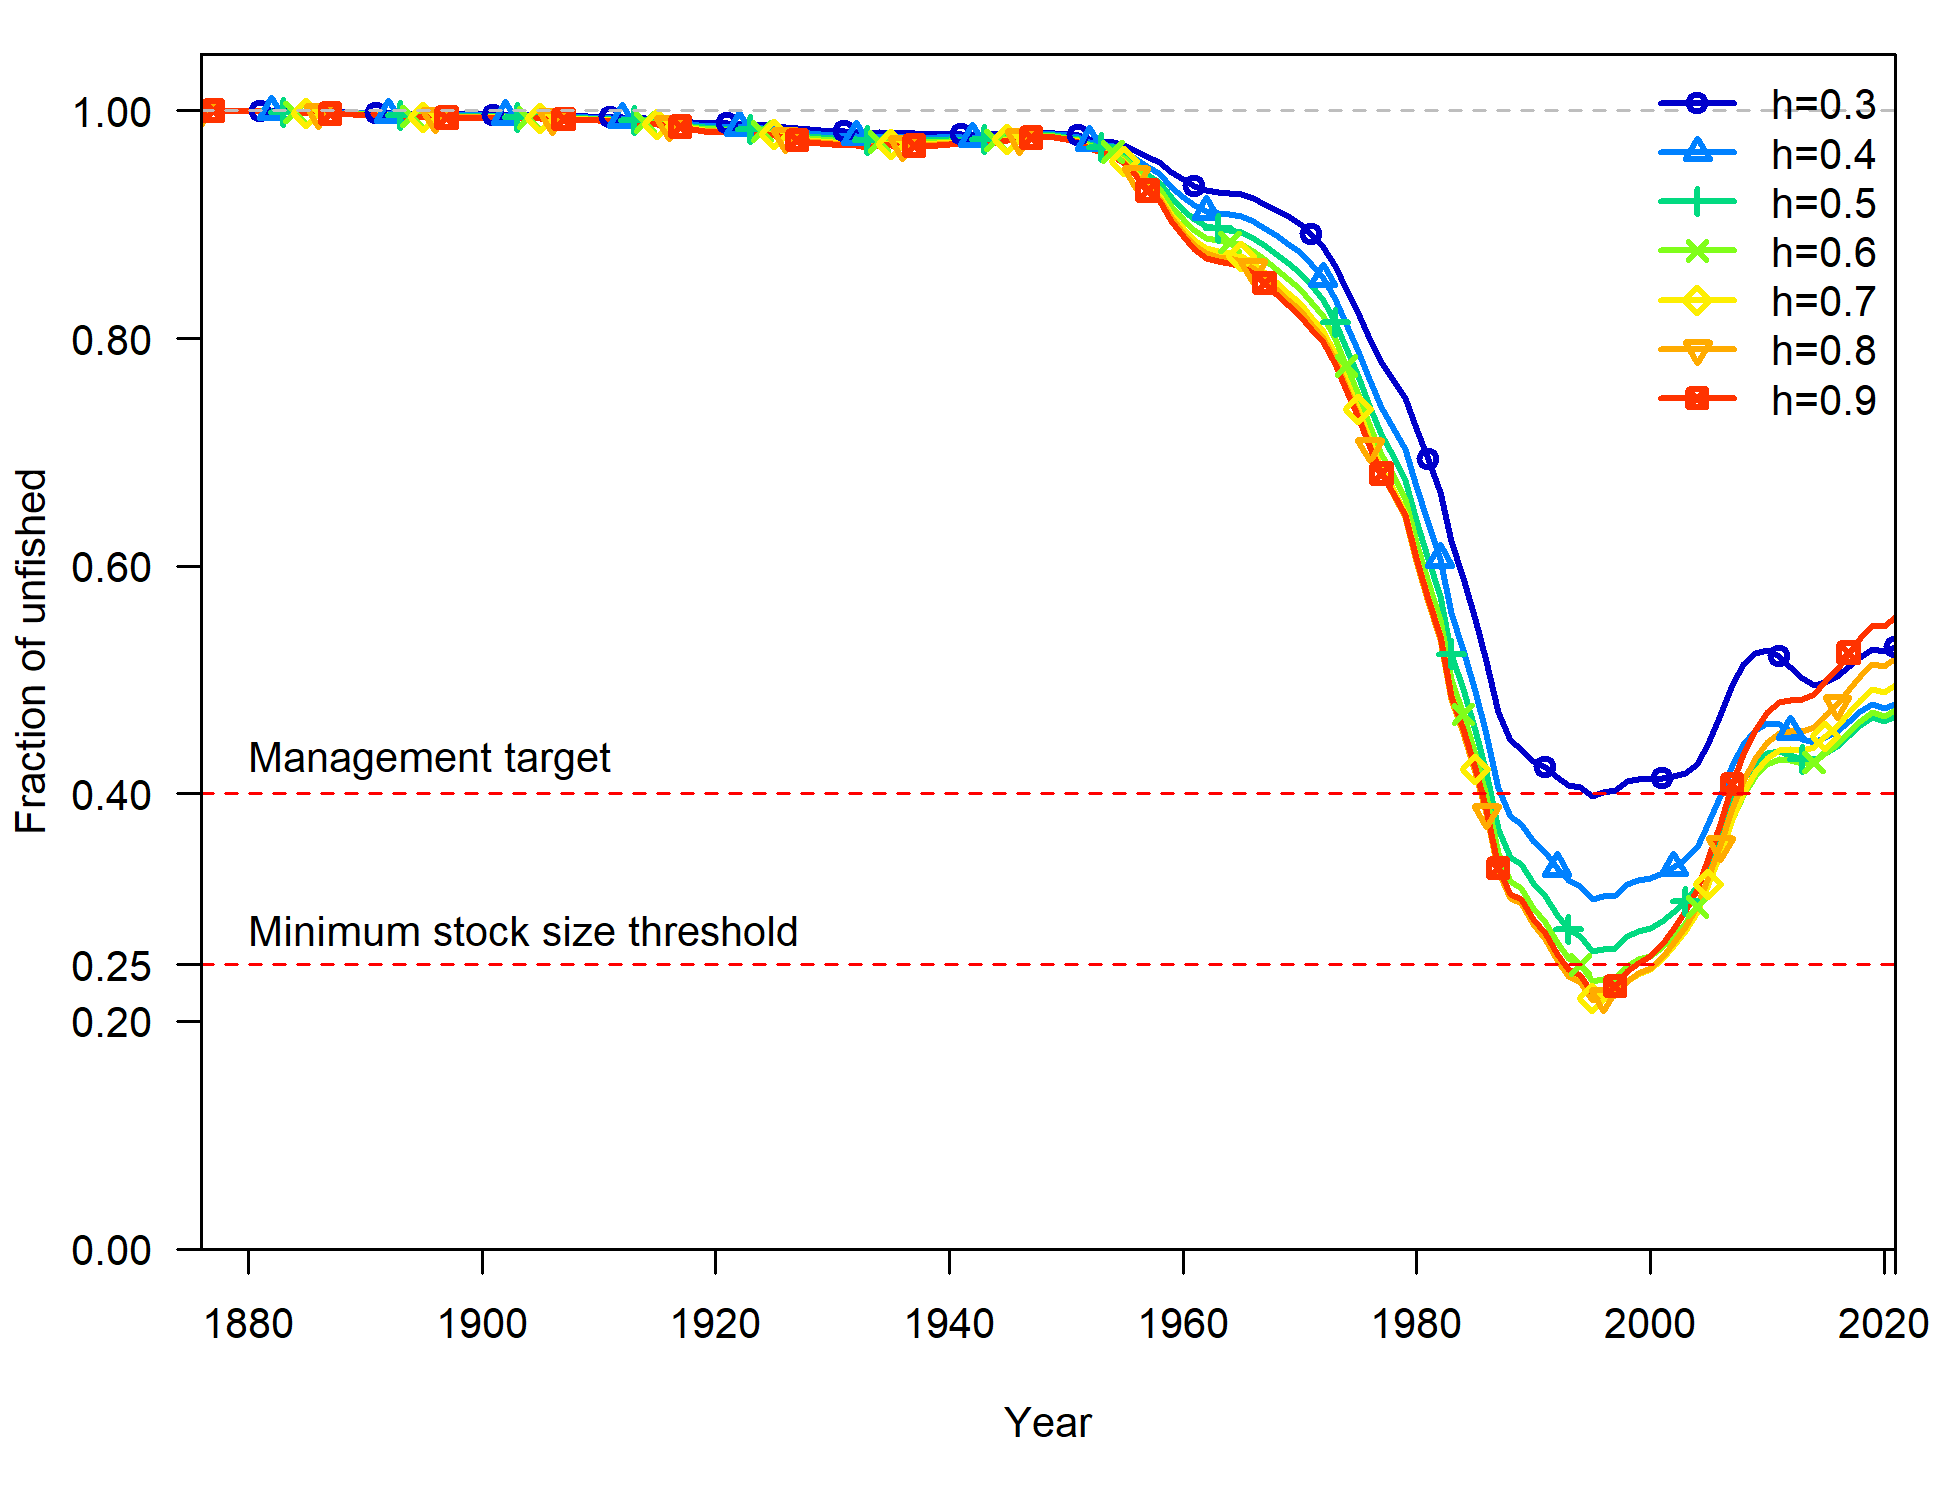 1.00
0.80
0.60
0.40
0.25
0.20
0.00
Fraction of unfished
h=0.3
h=0.4
h=0.5
h=0.6
h=0.7
h=0.8
h=0.9
Management target
Minimum stock size threshold
1880 1900 1920 1940 1960 1980 2000 2020
Year